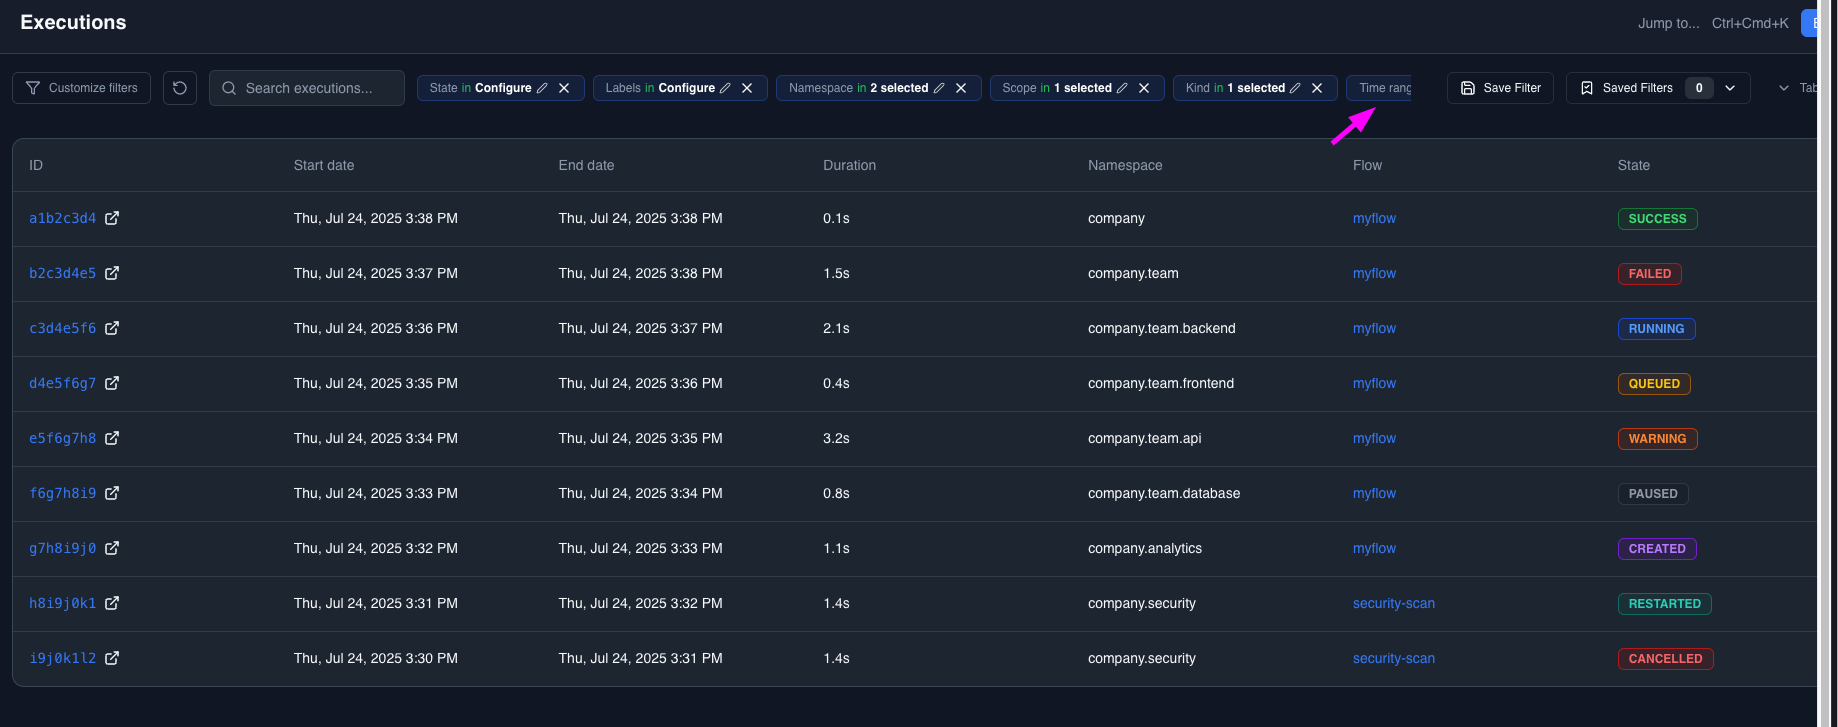 Executions
Jump to... Ctrl+Cmd+K
Customize filters
Search executions...
State in Configure
Labels in Configure
Namespace in 2 selected
Scope in 1 selected
Kind in 1 selected
Time rang
Save Filter
Saved Filters 0
Tab
ID Start date End date Duration Namespace Flow State
a1b2c3d4 Thu, Jul 24, 2025 3:38 PM Thu, Jul 24, 2025 3:38 PM 0.1s company myflow SUCCESS
b2c3d4e5 Thu, Jul 24, 2025 3:37 PM Thu, Jul 24, 2025 3:38 PM 1.5s company.team myflow FAILED
c3d4e5f6 Thu, Jul 24, 2025 3:36 PM Thu, Jul 24, 2025 3:37 PM 2.1s company.team.backend myflow RUNNING
d4e5f6g7 Thu, Jul 24, 2025 3:35 PM Thu, Jul 24, 2025 3:36 PM 0.4s company.team.frontend myflow QUEUED
e5f6g7h8 Thu, Jul 24, 2025 3:34 PM Thu, Jul 24, 2025 3:35 PM 3.2s company.team.api myflow WARNING
f6g7h8i9 Thu, Jul 24, 2025 3:33 PM Thu, Jul 24, 2025 3:34 PM 0.8s company.team.database myflow PAUSED
g7h8i9j0 Thu, Jul 24, 2025 3:32 PM Thu, Jul 24, 2025 3:33 PM 1.1s company.analytics myflow CREATED
h8i9j0k1 Thu, Jul 24, 2025 3:31 PM Thu, Jul 24, 2025 3:32 PM 1.4s company.security security-scan RESTARTED
i9j0k1l2 Thu, Jul 24, 2025 3:30 PM Thu, Jul 24, 2025 3:31 PM 1.4s company.security security-scan CANCELLED